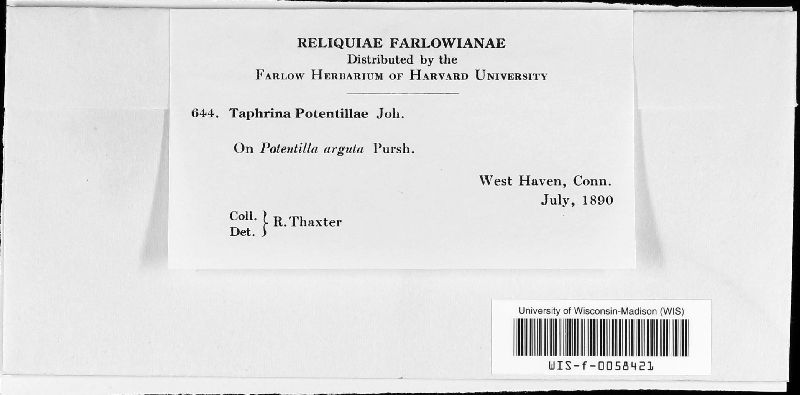 RELIQUIAE FARLOWIANAE
Distributed by the
FARLOW HERBARIUM OF HARVARD UNIVERSITY
644. Taphrina Potentillae Joh.
On Potentilla arguta Pursh.
West Haven, Conn.
July, 1890
Coll.
Det. } R. Thaxter
University of Wisconsin-Madison (WIS)
WIS-f-0058421